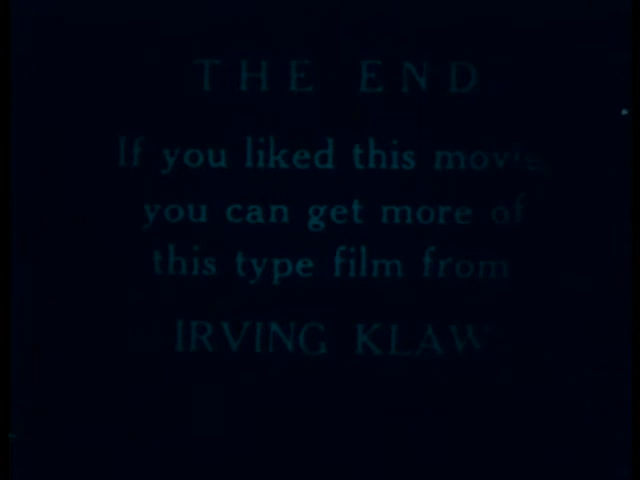 THE END
If you liked this movie,
you can get more of
this type film from
IRVING KLAW